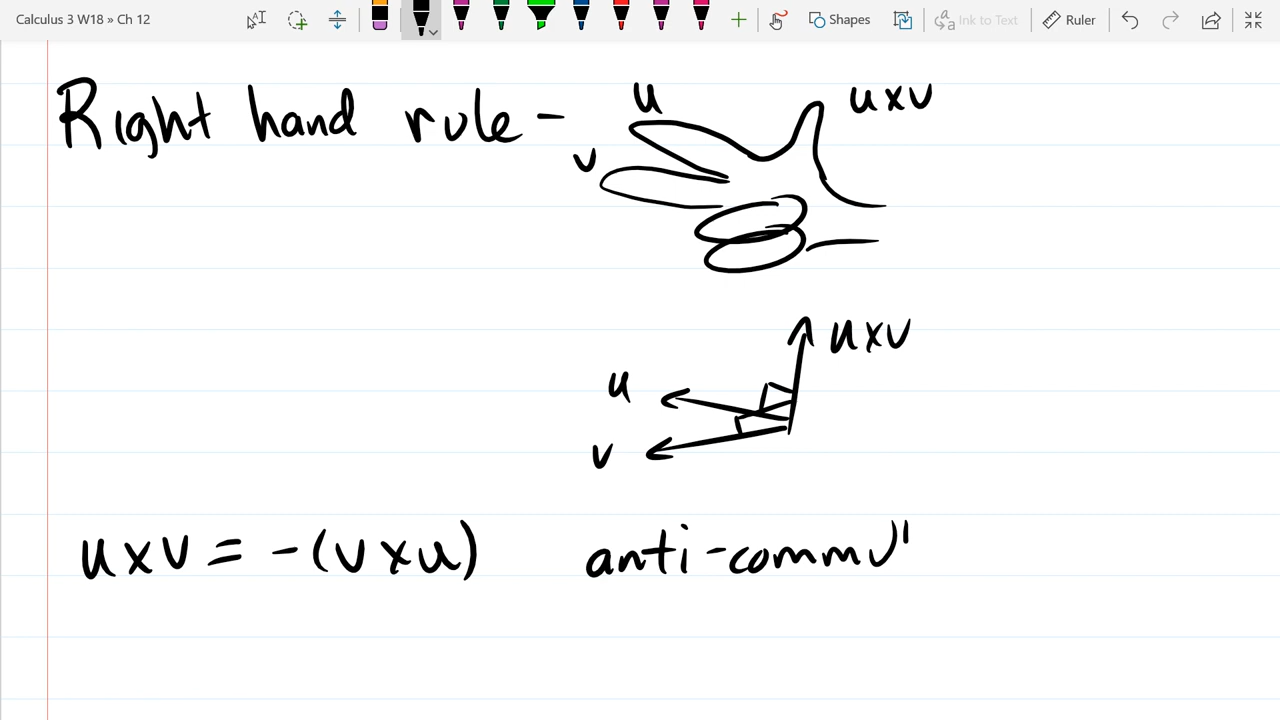 Calculus 3 W18 » Ch 12
Shapes
Ink to Text
Ruler
Right hand rule -
u
u x v
v
u x v
u
v
u x v = -(v x u) anti-commu